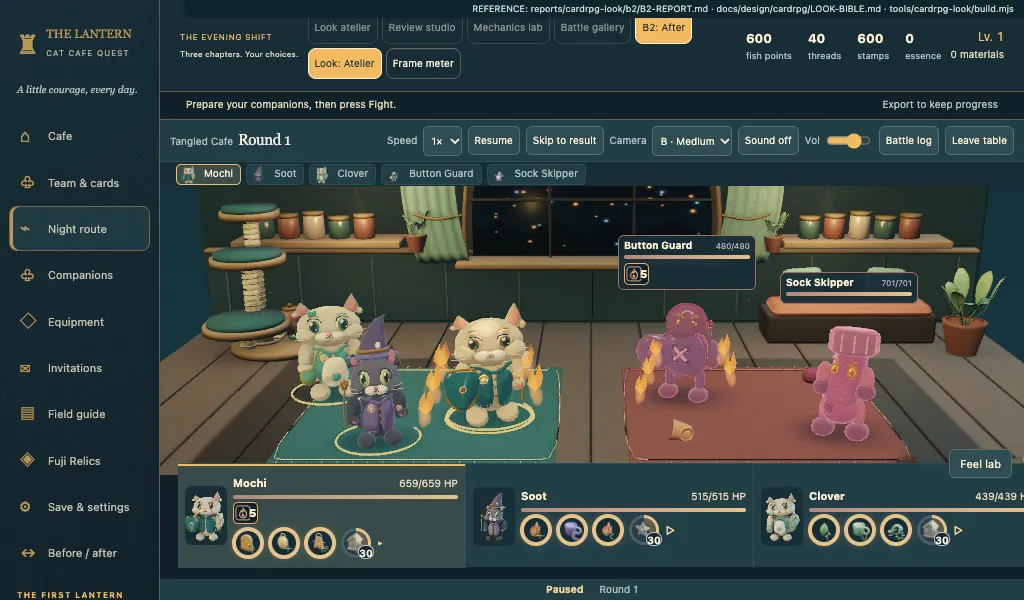 REFERENCE: reports/cardrpg-look/b2/B2-REPORT.md · docs/design/cardrpg/LOOK-BIBLE.md · tools/cardrpg-look/build.mjs
THE LANTERN
CAT CAFE QUEST
A little courage, every day.
Cafe
Team & cards
Night route
Companions
Equipment
Invitations
Field guide
Fuji Relics
Save & settings
Before / after
THE FIRST LANTERN
THE EVENING SHIFT
Three chapters. Your choices.
Look atelier
Review studio
Mechanics lab
Battle gallery
B2: After
Look: Atelier
Frame meter
600 fish points
40 threads
600 stamps
0 essence
Lv. 1
0 materials
Prepare your companions, then press Fight.
Export to keep progress
Tangled Cafe Round 1
Speed 1x Resume Skip to result Camera B · Medium Sound off Vol Battle log Leave table
Mochi Soot Clover Button Guard Sock Skipper
Button Guard 480/480
5
Sock Skipper 701/701
Feel lab
Mochi 659/659 HP
5
30
Soot 515/515 HP
30
Clover 439/439 H
30
Paused Round 1